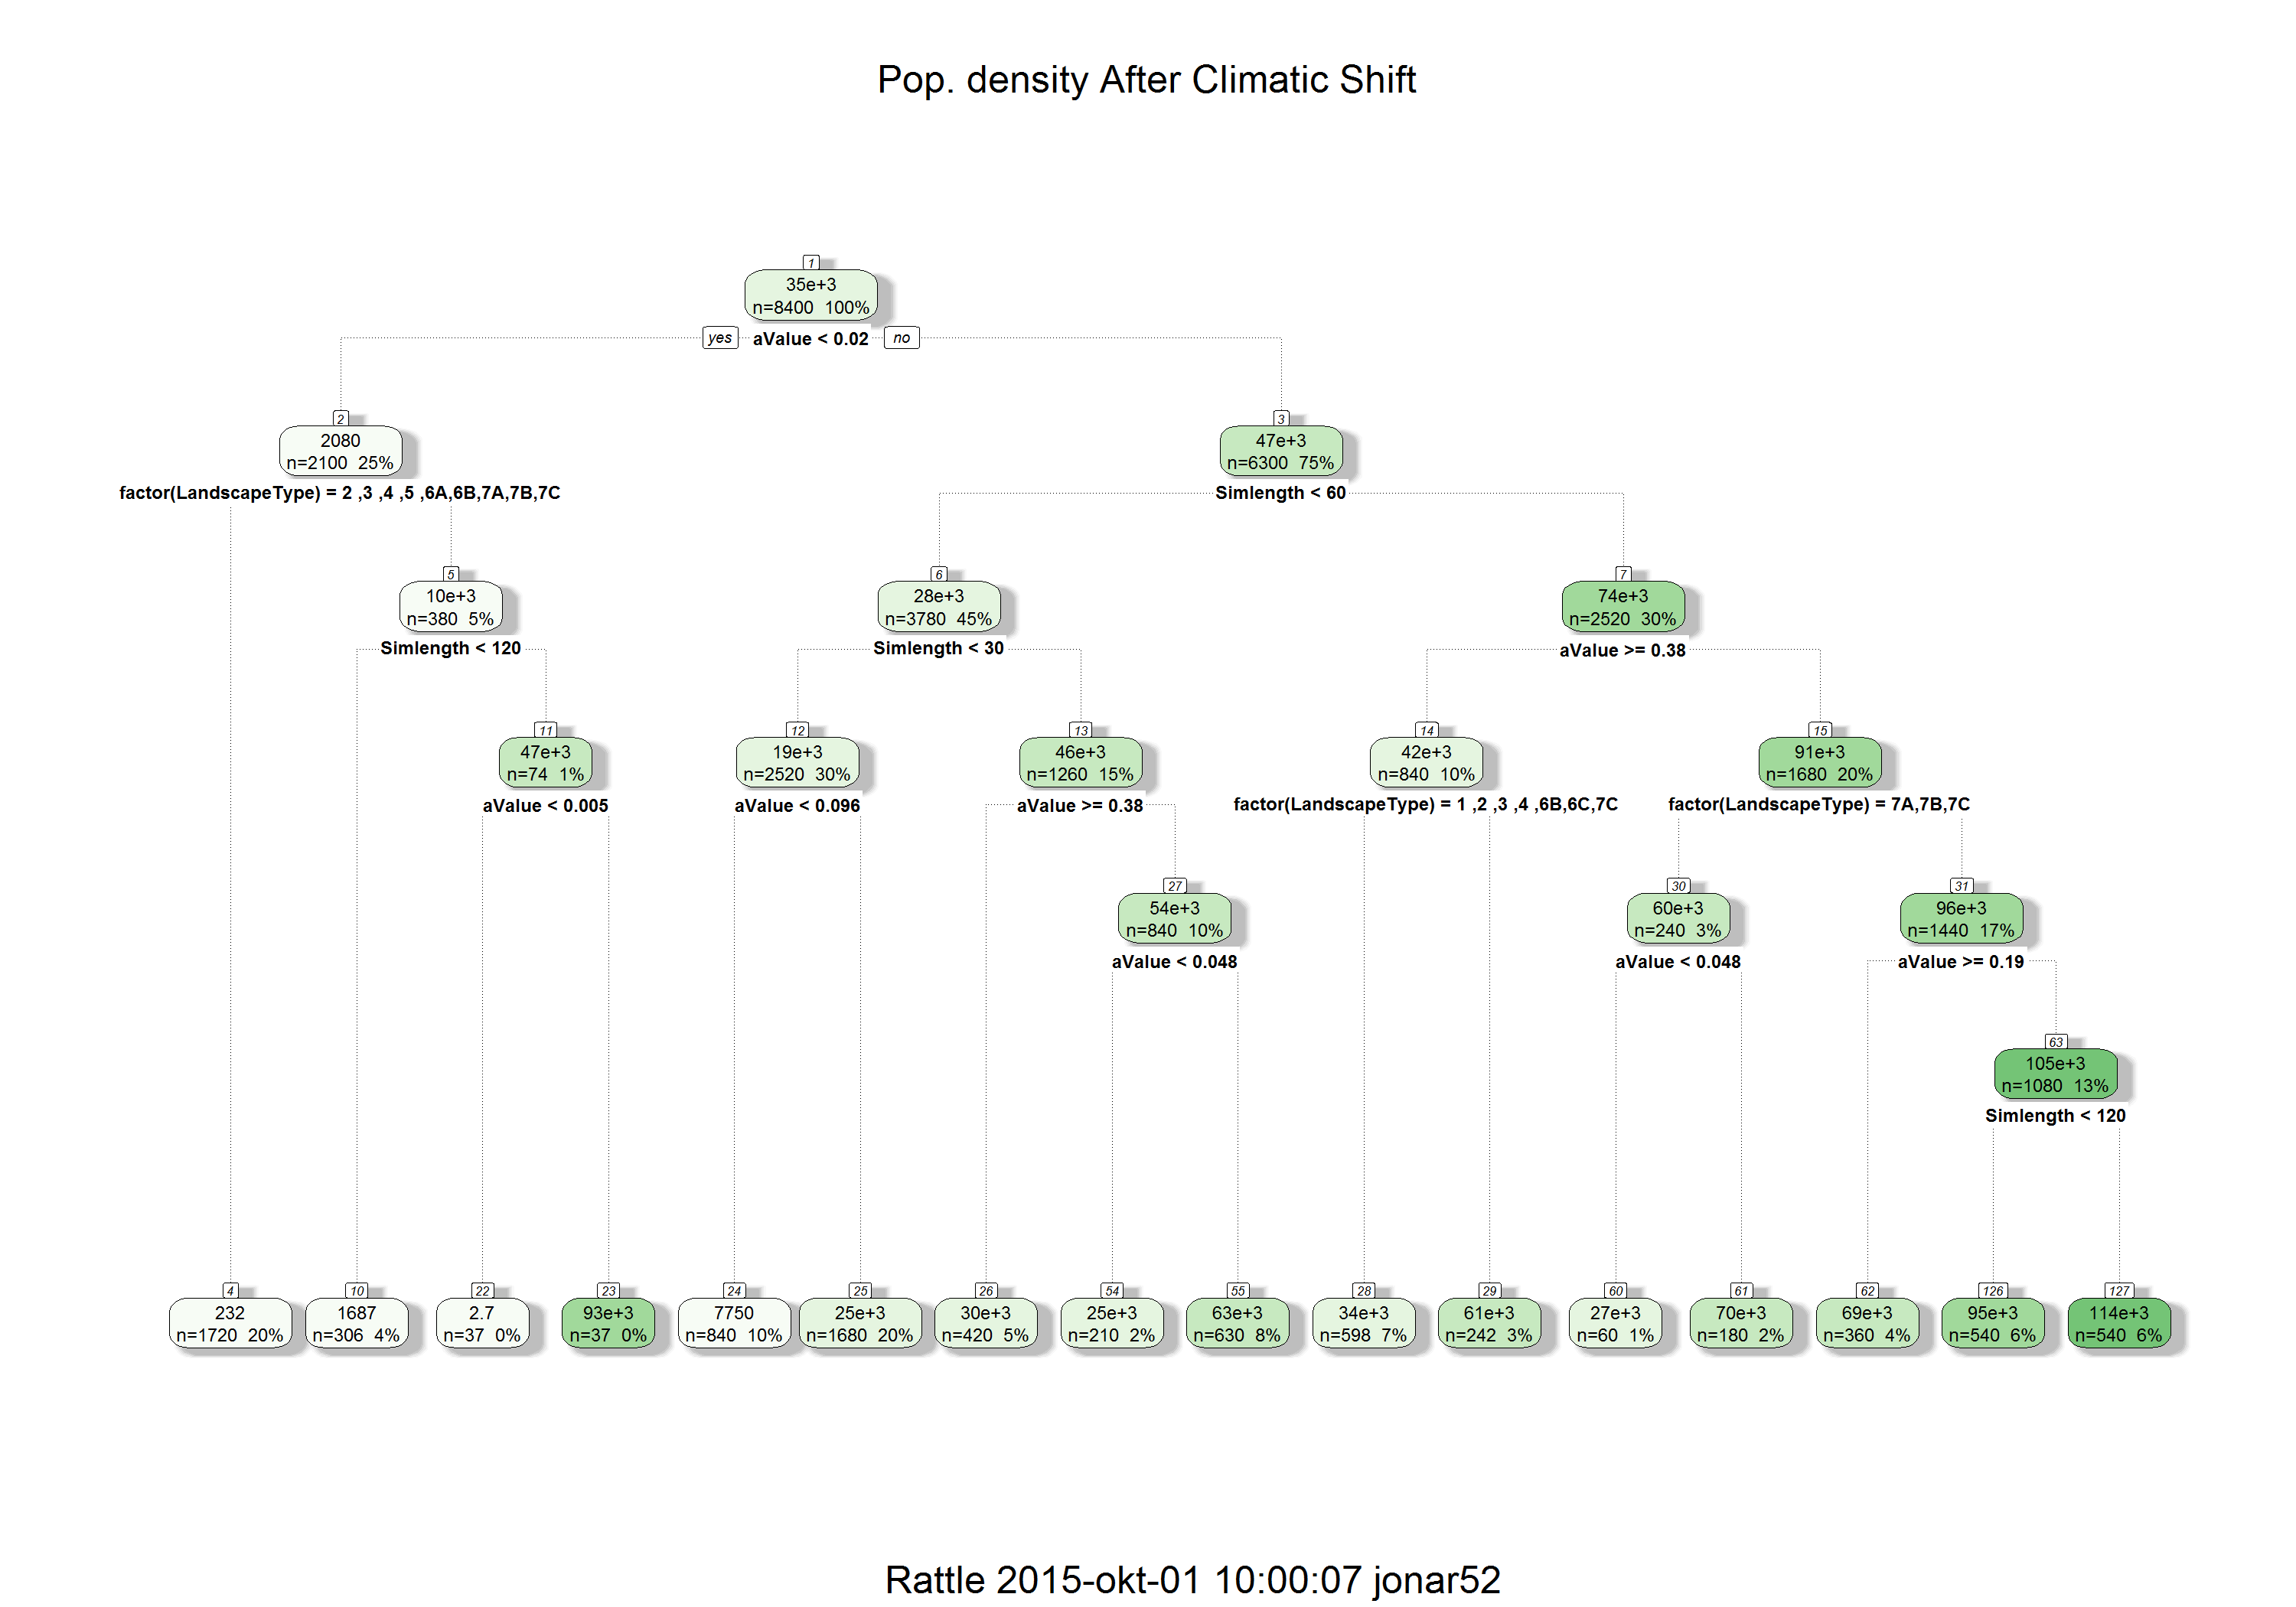 Pop. density After Climatic Shift
1
35e+3
n=8400 100%
yes aValue < 0.02 no
2
2080
n=2100 25%
factor(LandscapeType) = 2 ,3 ,4 ,5 ,6A,6B,7A,7B,7C
3
47e+3
n=6300 75%
Simlength < 60
5
10e+3
n=380 5%
Simlength < 120
6
28e+3
n=3780 45%
Simlength < 30
7
74e+3
n=2520 30%
aValue >= 0.38
11
47e+3
n=74 1%
aValue < 0.005
12
19e+3
n=2520 30%
aValue < 0.096
13
46e+3
n=1260 15%
aValue >= 0.38
14
42e+3
n=840 10%
factor(LandscapeType) = 1 ,2 ,3 ,4 ,6B,6C,7C
15
91e+3
n=1680 20%
factor(LandscapeType) = 7A,7B,7C
27
54e+3
n=840 10%
aValue < 0.048
30
60e+3
n=240 3%
aValue < 0.048
31
96e+3
n=1440 17%
aValue >= 0.19
63
105e+3
n=1080 13%
Simlength < 120
4
232
n=1720 20%
10
1687
n=306 4%
22
2.7
n=37 0%
23
93e+3
n=37 0%
24
7750
n=840 10%
25
25e+3
n=1680 20%
26
30e+3
n=420 5%
54
25e+3
n=210 2%
55
63e+3
n=630 8%
28
34e+3
n=598 7%
29
61e+3
n=242 3%
60
27e+3
n=60 1%
61
70e+3
n=180 2%
62
69e+3
n=360 4%
126
95e+3
n=540 6%
127
114e+3
n=540 6%
Rattle 2015-okt-01 10:00:07 jonar52